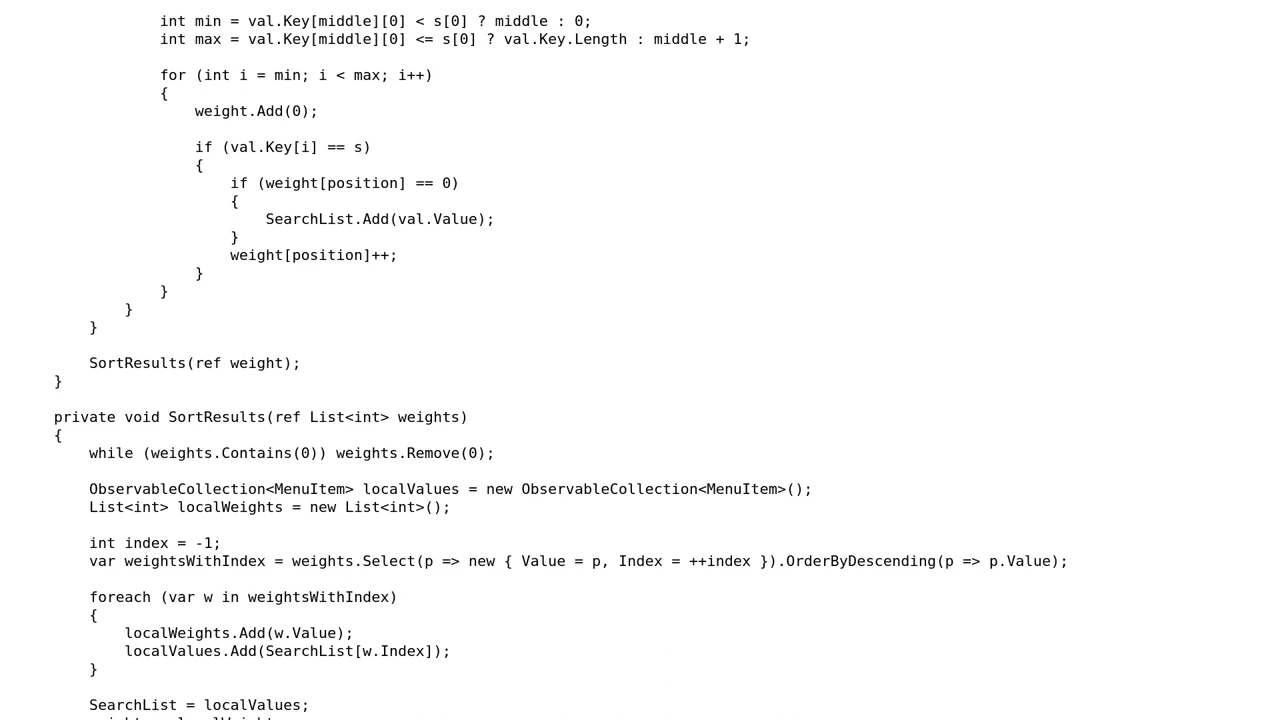 int min = val.Key[middle][0] < s[0] ? middle : 0;
int max = val.Key[middle][0] <= s[0] ? val.Key.Length : middle + 1;
for (int i = min; i < max; i++)
{
weight.Add(0);
if (val.Key[i] == s)
{
if (weight[position] == 0)
{
SearchList.Add(val.Value);
}
weight[position]++;
}
}
}
}
SortResults(ref weight);
}
private void SortResults(ref List<int> weights)
{
while (weights.Contains(0)) weights.Remove(0);
ObservableCollection<MenuItem> localValues = new ObservableCollection<MenuItem>();
List<int> localWeights = new List<int>();
int index = -1;
var weightsWithIndex = weights.Select(p => new { Value = p, Index = ++index }).OrderByDescending(p => p.Value);
foreach (var w in weightsWithIndex)
{
localWeights.Add(w.Value);
localValues.Add(SearchList[w.Index]);
}
SearchList = localValues;